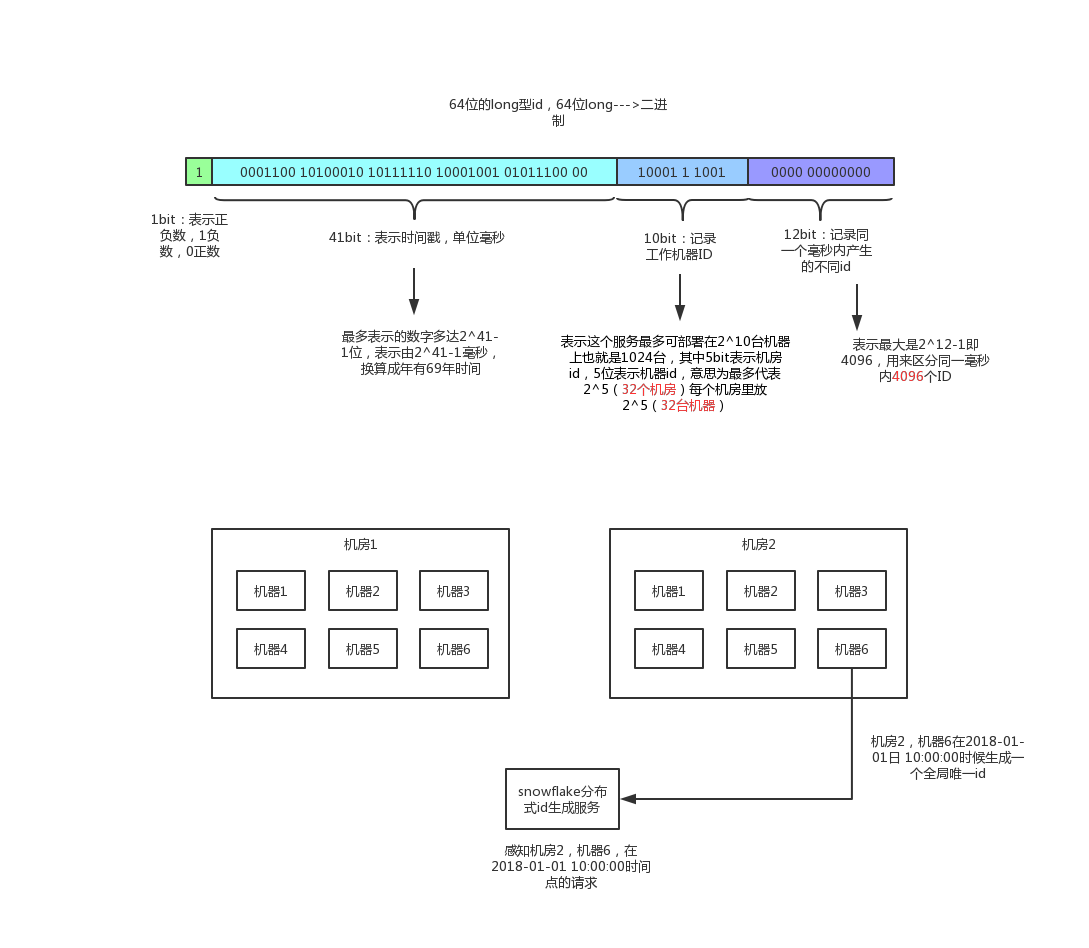 64位的long型id，64位long--->二进
制
1
0001100 10100010 10111110 10001001 01011100 00
10001 1 1001
0000 00000000
1bit：表示正
负数，1负
数，0正数
41bit：表示时间戳，单位毫秒
10bit：记录
工作机器ID
12bit：记录同
一个毫秒内产生
的不同id
最多表示的数字多达2^41-
1位，表示由2^41-1毫秒，
换算成年有69年时间
表示这个服务最多可部署在2^10台机器
上也就是1024台，其中5bit表示机房
id，5位表示机器id，意思为最多代表
2^5（32个机房）每个机房里放
2^5（32台机器）
表示最大是2^12-1即
4096，用来区分同一毫秒
内4096个ID
机房1
机器1
机器2
机器3
机器4
机器5
机器6
机房2
机器1
机器2
机器3
机器4
机器5
机器6
机房2，机器6在2018-01-
01日 10:00:00时候生成一
个全局唯一id
snowflake分布
式id生成服务
感知机房2，机器6，在
2018-01-01 10:00:00时间
点的请求